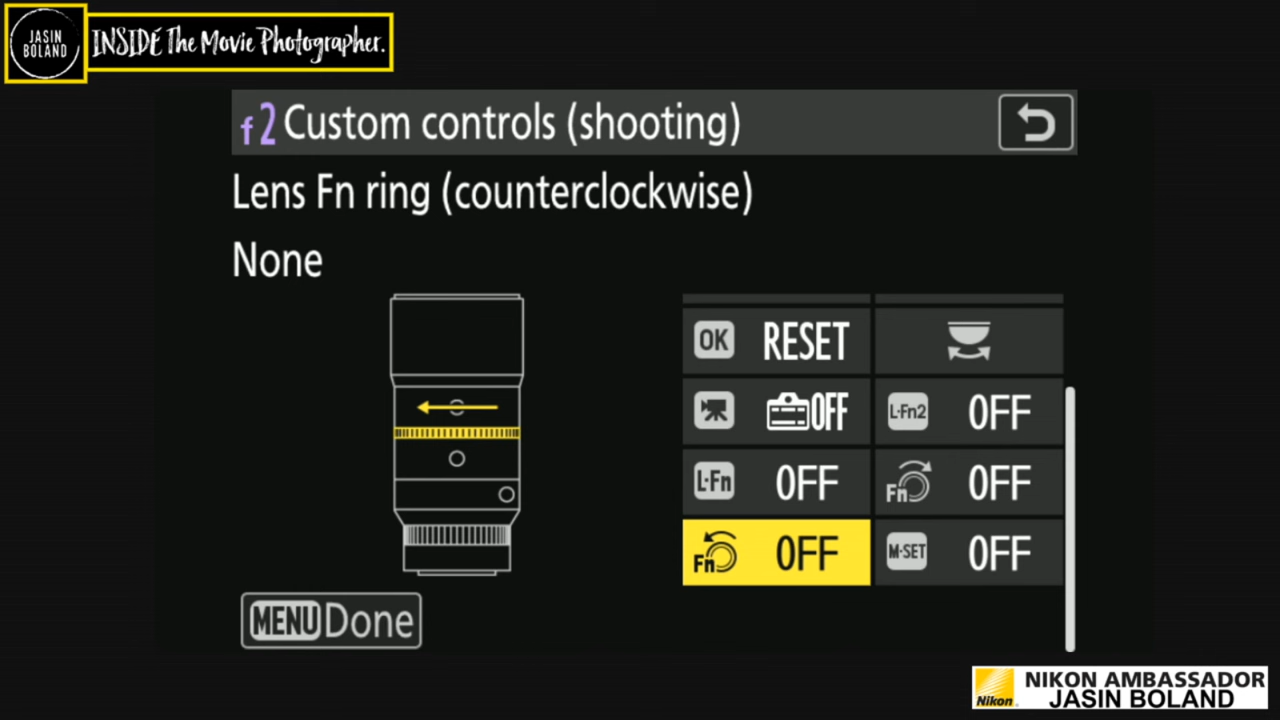 JASIN
BOLAND
INSIDE The Movie Photographer.
f2 Custom controls (shooting)
Lens Fn ring (counterclockwise)
None
OK RESET
OFF L-Fn2 OFF
L-Fn OFF Fn OFF
Fn OFF M-SET OFF
MENU Done
Nikon
NIKON AMBASSADOR
JASIN BOLAND